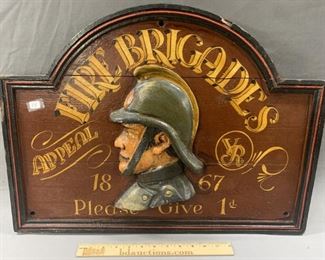 FIRE BRIGADES
APPEAL
VR
18 67
Please Give 1d